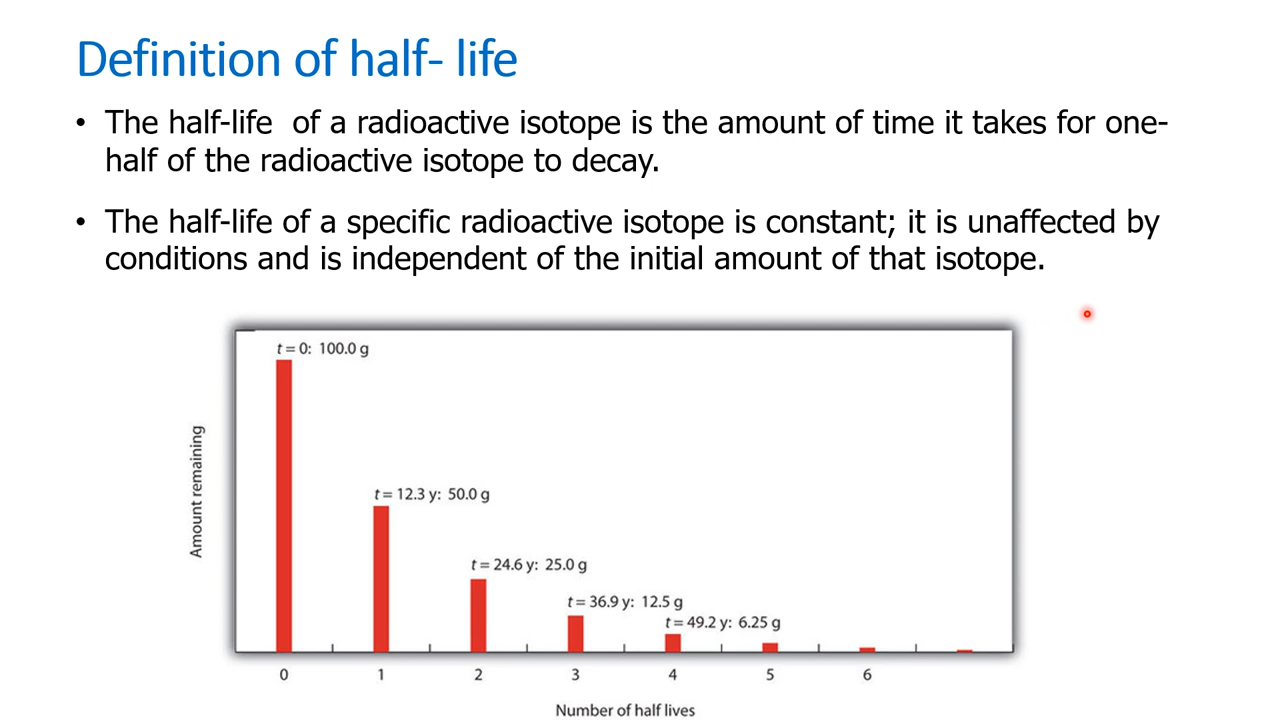 Definition of half- life
• The half-life  of a radioactive isotope is the amount of time it takes for one-
half of the radioactive isotope to decay.
• The half-life of a specific radioactive isotope is constant; it is unaffected by
conditions and is independent of the initial amount of that isotope.
t = 0: 100.0 g
Amount remaining
t = 12.3 y: 50.0 g
t = 24.6 y: 25.0 g
t = 36.9 y: 12.5 g
t = 49.2 y: 6.25 g
0 1 2 3 4 5 6
Number of half lives